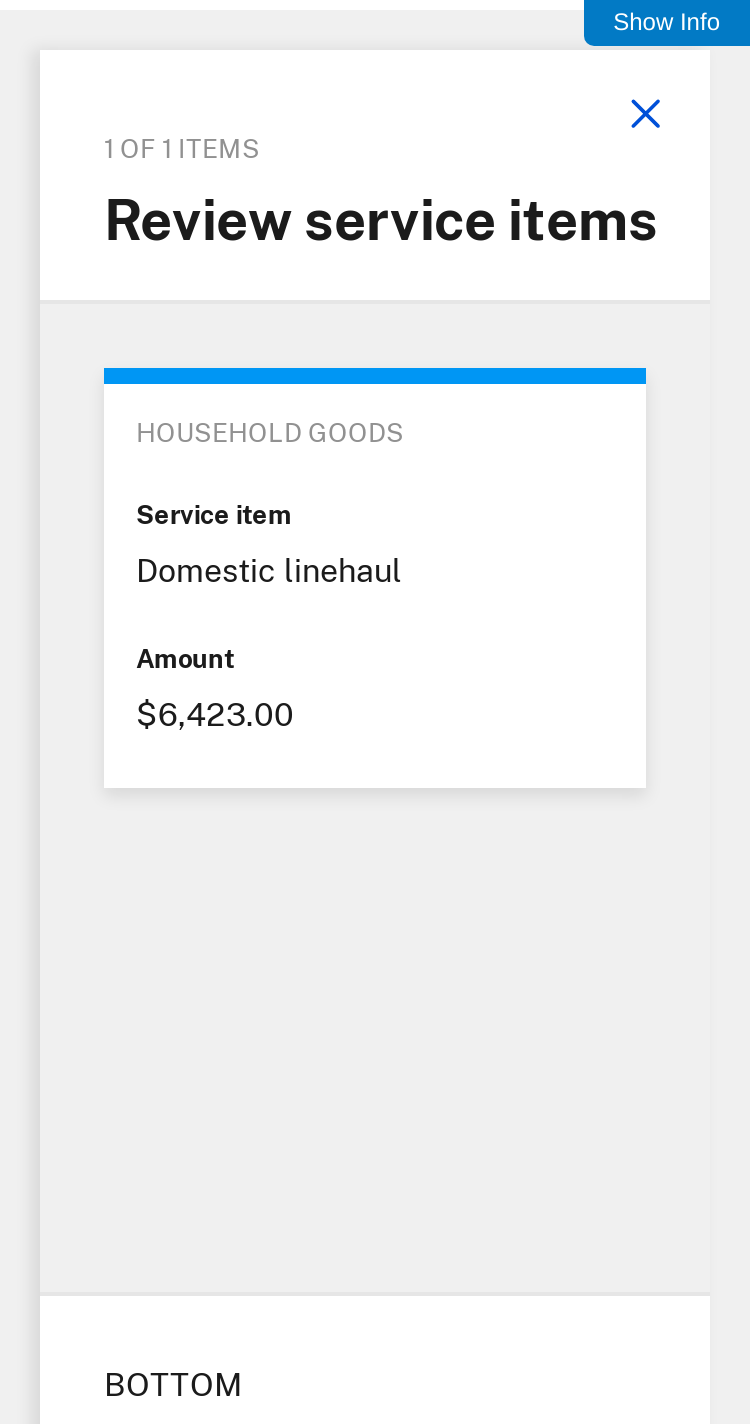 Show Info
1 OF 1 ITEMS
Review service items
HOUSEHOLD GOODS
Service item
Domestic linehaul
Amount
$6,423.00
BOTTOM